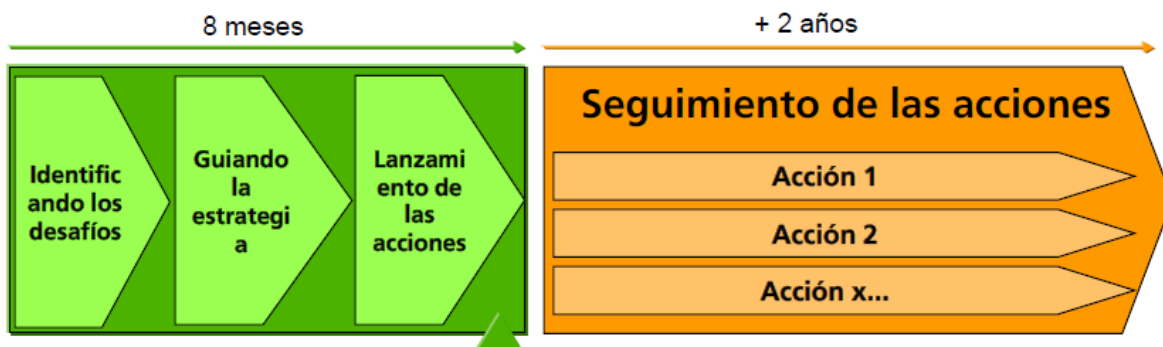 8 meses
+ 2 años
Identific
ando los
desafíos
Guiando
la
estrategi
a
Lanzami
ento de
las
acciones
Seguimiento de las acciones
Acción 1
Acción 2
Acción x...